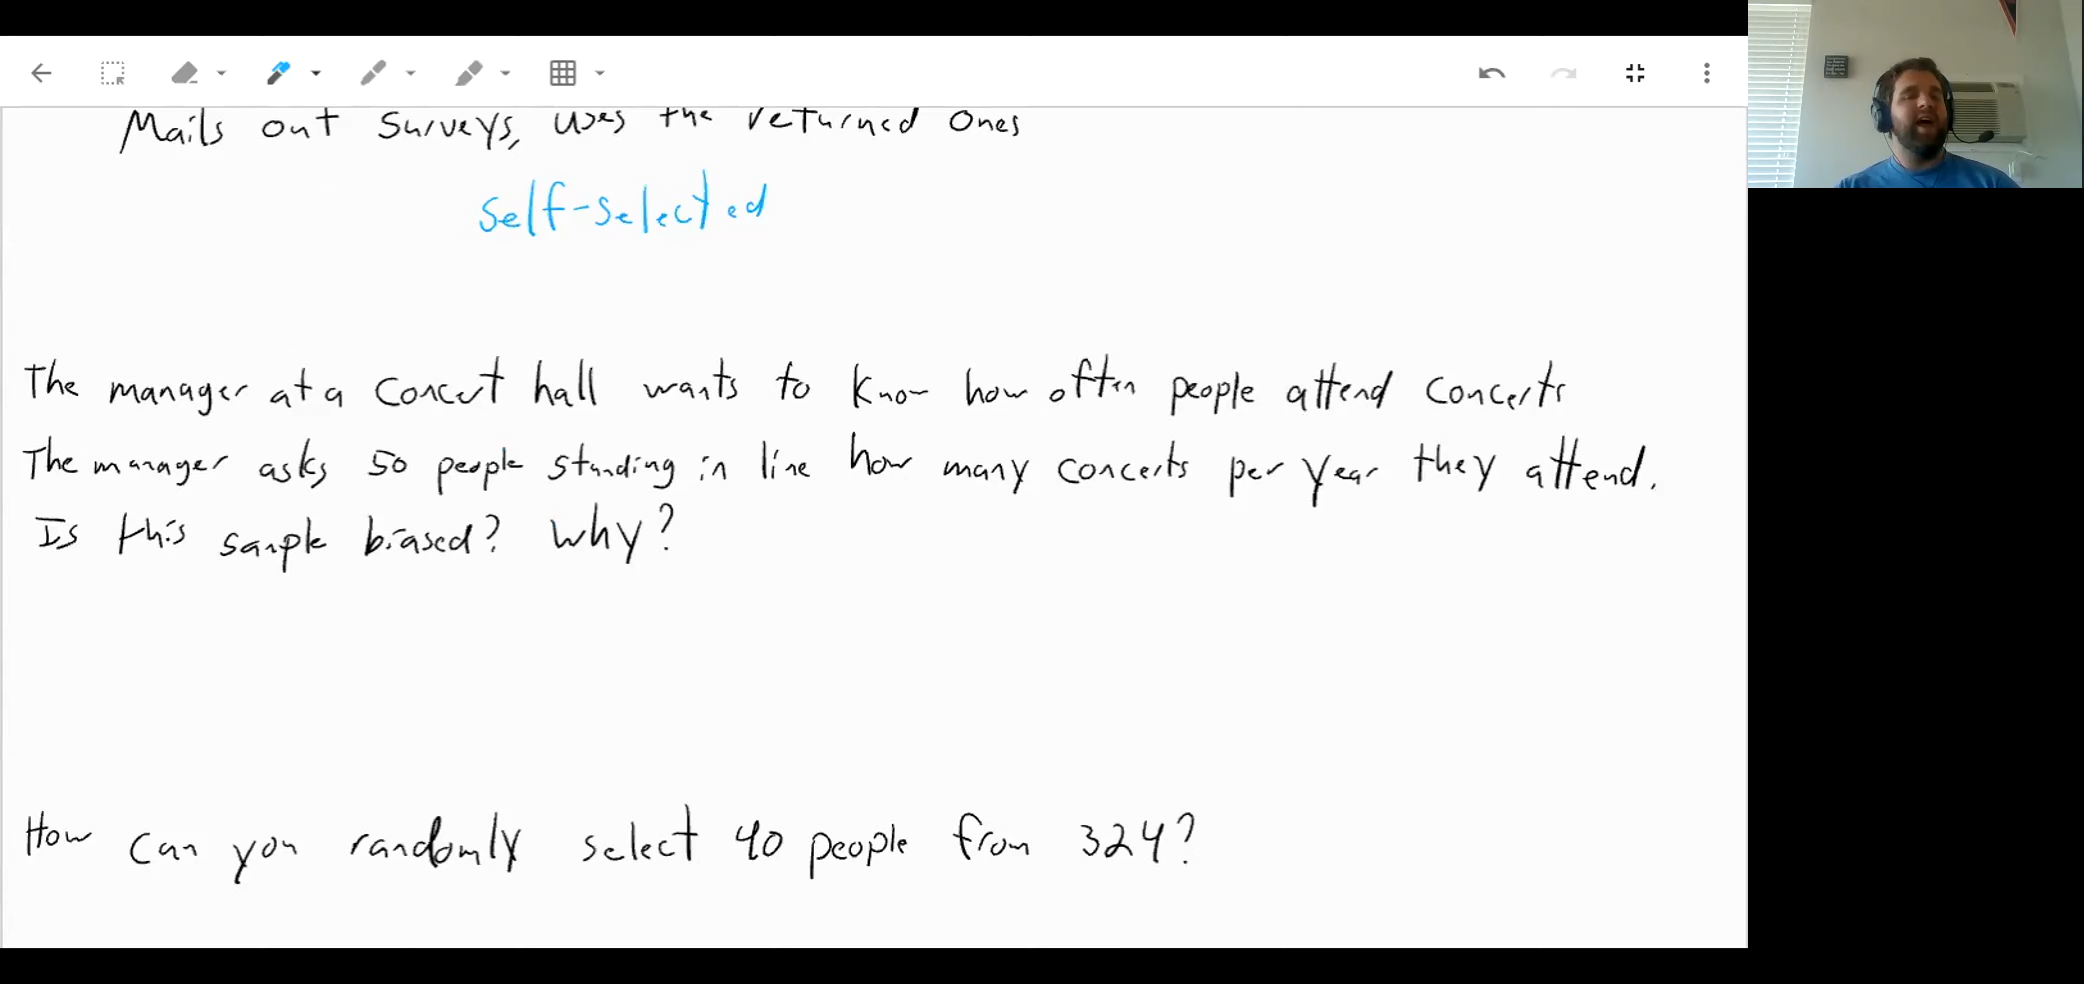 Mails out surveys, uses the returned ones
self-selected
The manager at a concert hall wants to know how often people attend concerts
The manager asks 50 people standing in line how many concerts per year they attend.
Is this sample biased? Why?
How can you randomly select 40 people from 324?